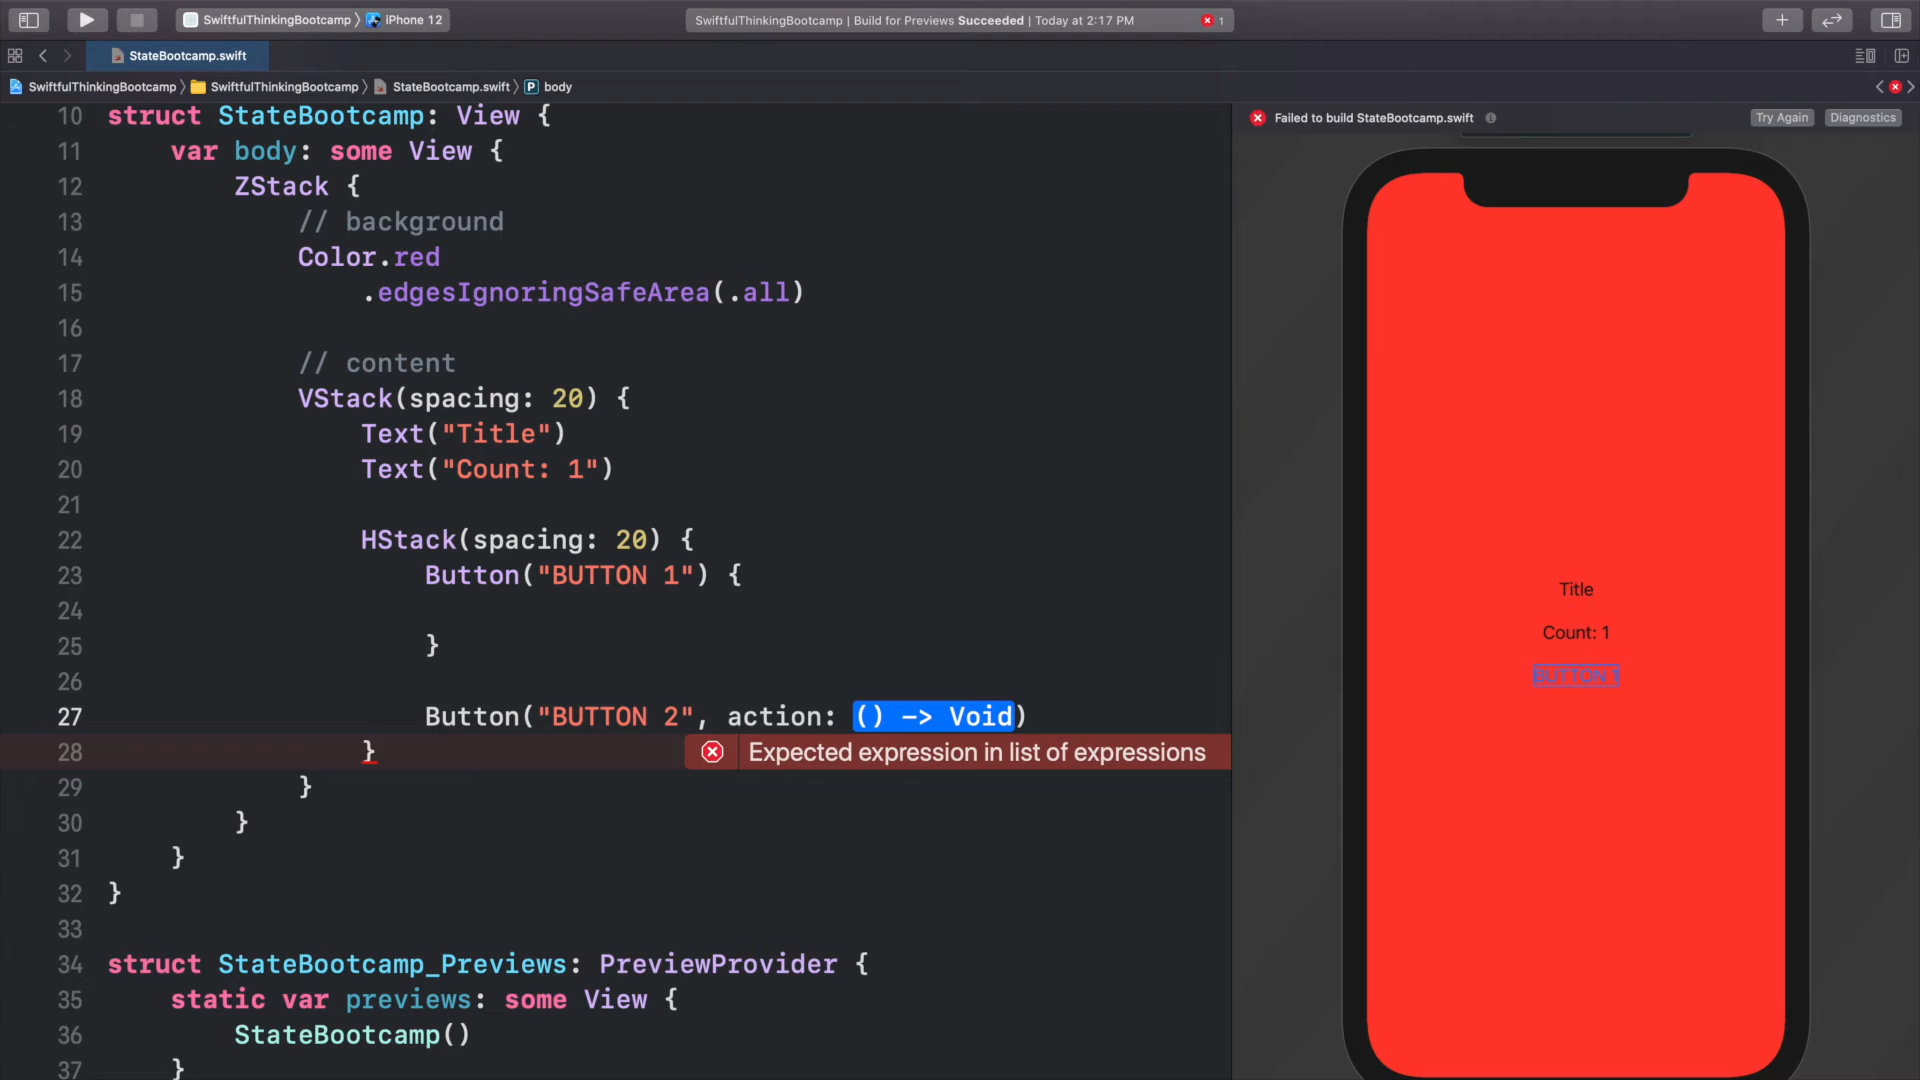 SwiftfulThinkingBootcamp 〉 iPhone 12
SwiftfulThinkingBootcamp | Build for Previews Succeeded | Today at 2:17 PM
1
StateBootcamp.swift
SwiftfulThinkingBootcamp 〉 SwiftfulThinkingBootcamp 〉 StateBootcamp.swift 〉 P body
10 struct StateBootcamp: View {
11 var body: some View {
12 ZStack {
13 // background
14 Color.red
15 .edgesIgnoringSafeArea(.all)
16
17 // content
18 VStack(spacing: 20) {
19 Text("Title")
20 Text("Count: 1")
21
22 HStack(spacing: 20) {
23 Button("BUTTON 1") {
24
25 }
26
27 Button("BUTTON 2", action: () -> Void)
28 } Expected expression in list of expressions
29 }
30 }
31 }
32 }
33
34 struct StateBootcamp_Previews: PreviewProvider {
35 static var previews: some View {
36 StateBootcamp()
37 }
Failed to build StateBootcamp.swift
Try Again
Diagnostics
Title
Count: 1
BUTTON 1